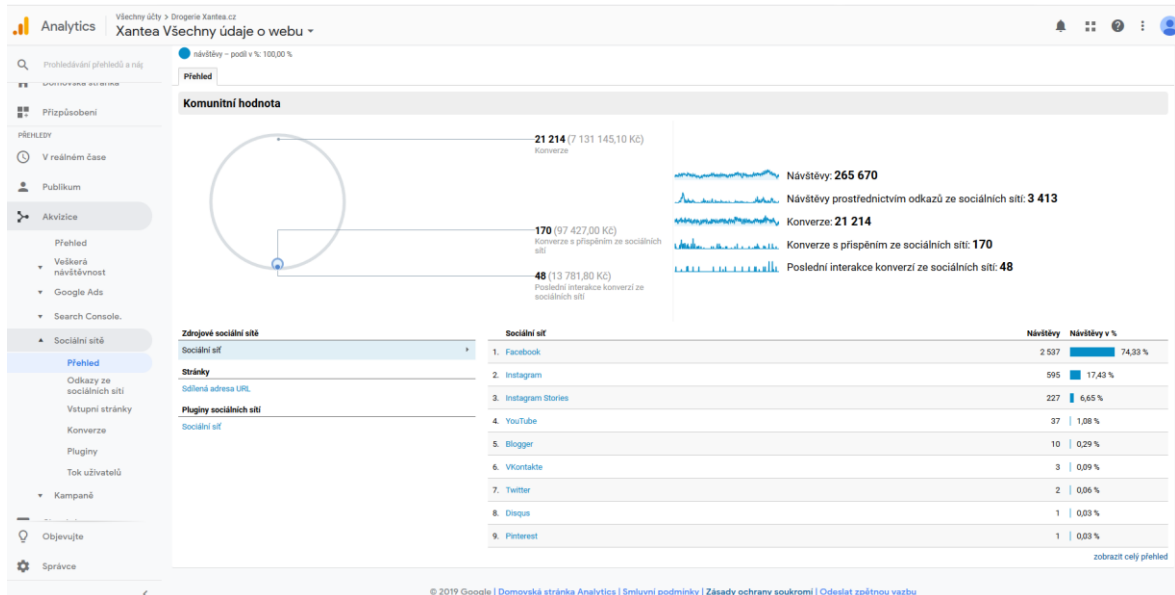 Analytics
Všechny účty > Drogerie Xantea.cz
Xantea Všechny údaje o webu
Prohledávání přehledů a náp
Domovská stránka
Přizpůsobení
PŘEHLEDY
V reálném čase
Publikum
Akvizice
Přehled
Veškerá
návštěvnost
Google Ads
Search Console.
Sociální sítě
Přehled
Odkazy ze
sociálních sítí
Vstupní stránky
Konverze
Pluginy
Tok uživatelů
Kampaně
Objevujte
Správce
návštěvy – podíl v %: 100,00 %
Přehled
Komunitní hodnota
21 214 (7 131 145,10 Kč)
Konverze
170 (97 427,00 Kč)
Konverze s přispěním ze sociálních
sítí
48 (13 781,80 Kč)
Poslední interakce konverzí ze
sociálních sítí
Návštěvy: 265 670
Návštěvy prostřednictvím odkazů ze sociálních sítí: 3 413
Konverze: 21 214
Konverze s přispěním ze sociálních sítí: 170
Poslední interakce konverzí ze sociálních sítí: 48
Zdrojové sociální sítě
Sociální síť
Stránky
Sdílená adresa URL
Pluginy sociálních sítí
Sociální síť
Sociální síť Návštěvy Návštěvy v %
1. Facebook 2 537 74,33 %
2. Instagram 595 17,43 %
3. Instagram Stories 227 6,65 %
4. YouTube 37 1,08 %
5. Blogger 10 0,29 %
6. VKontakte 3 0,09 %
7. Twitter 2 0,06 %
8. Disqus 1 0,03 %
9. Pinterest 1 0,03 %
zobrazit celý přehled
© 2019 Google | Domovská stránka Analytics | Smluvní podmínky | Zásady ochrany soukromí | Odeslat zpětnou vazbu